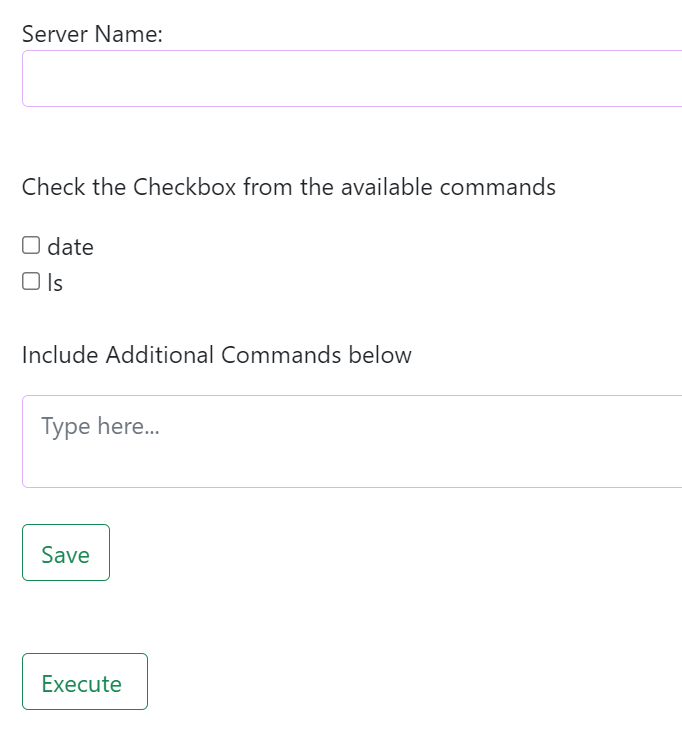 Server Name:
Check the Checkbox from the available commands
date
ls
Include Additional Commands below
Type here...
Save
Execute